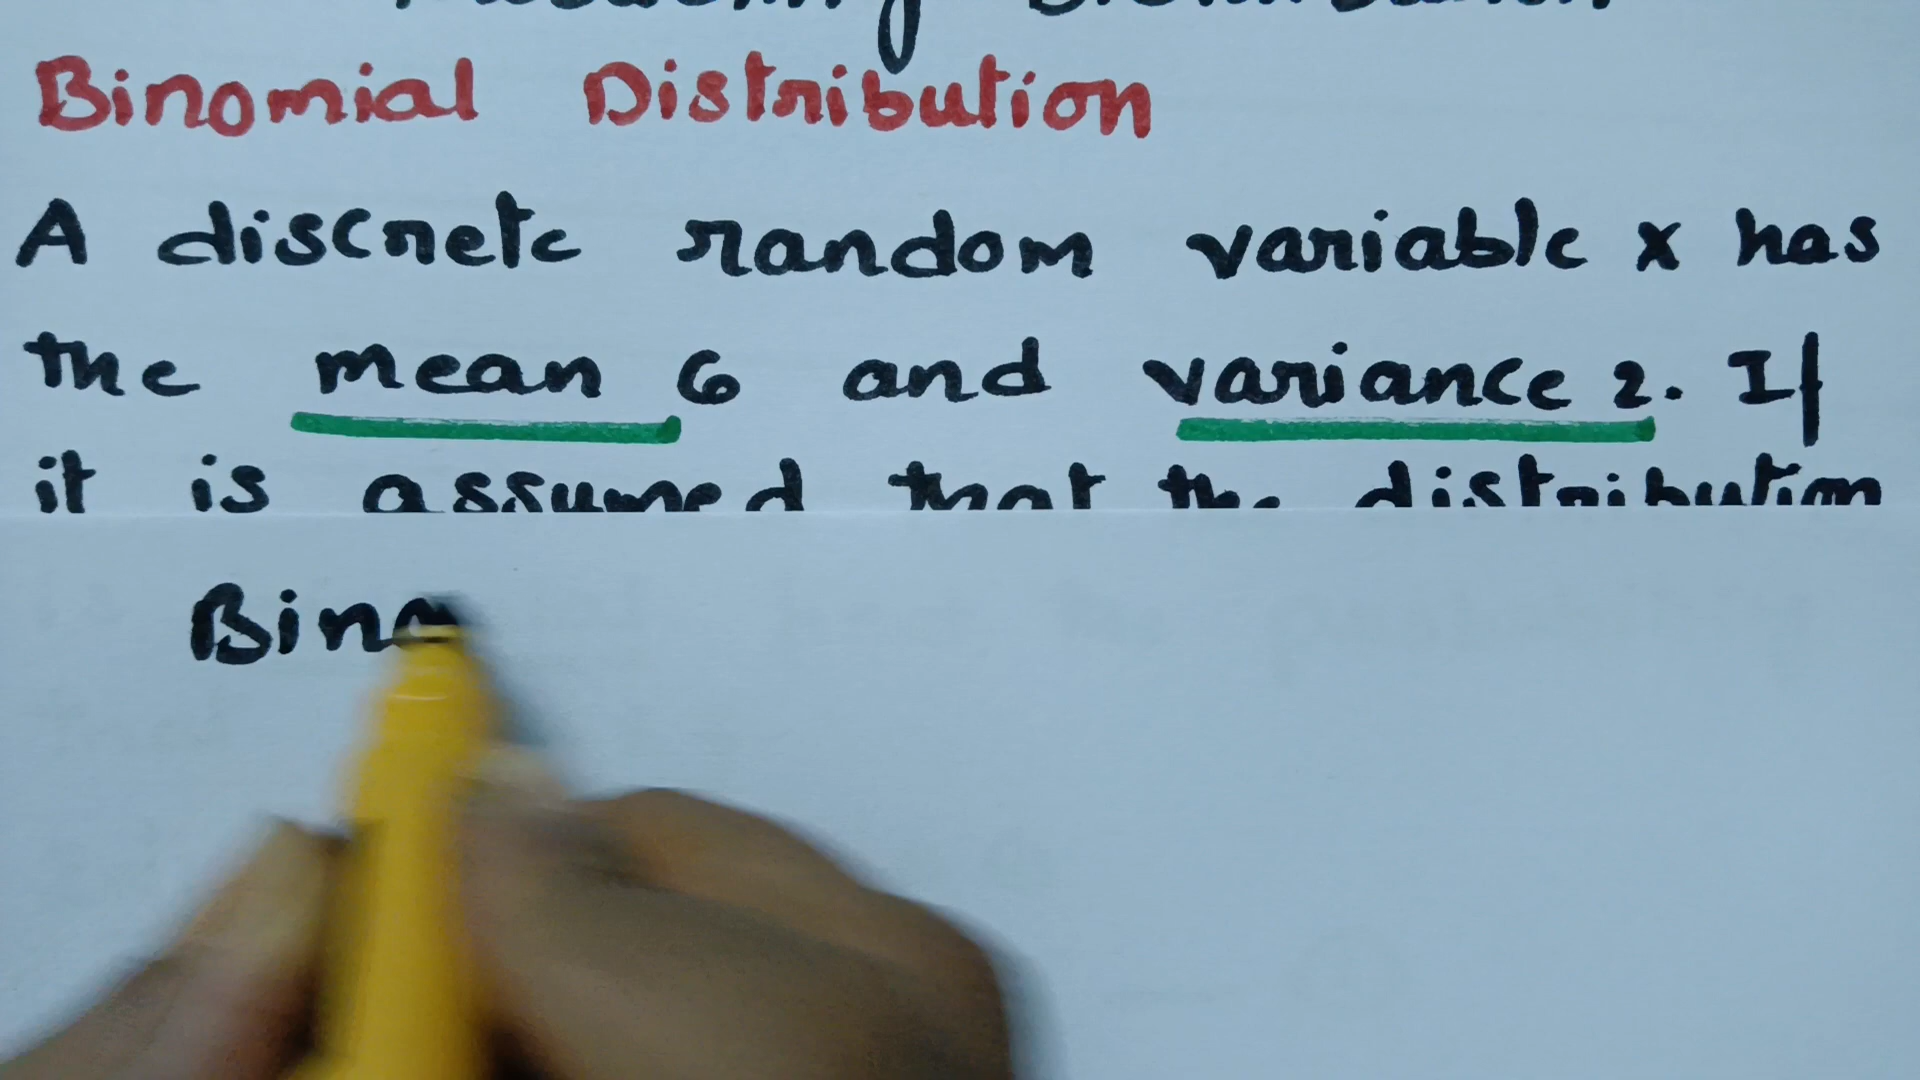 Binomial Distribution
A discrete random variable x has
the mean 6 and variance 2. If
it is assumed that the distribution
Bino